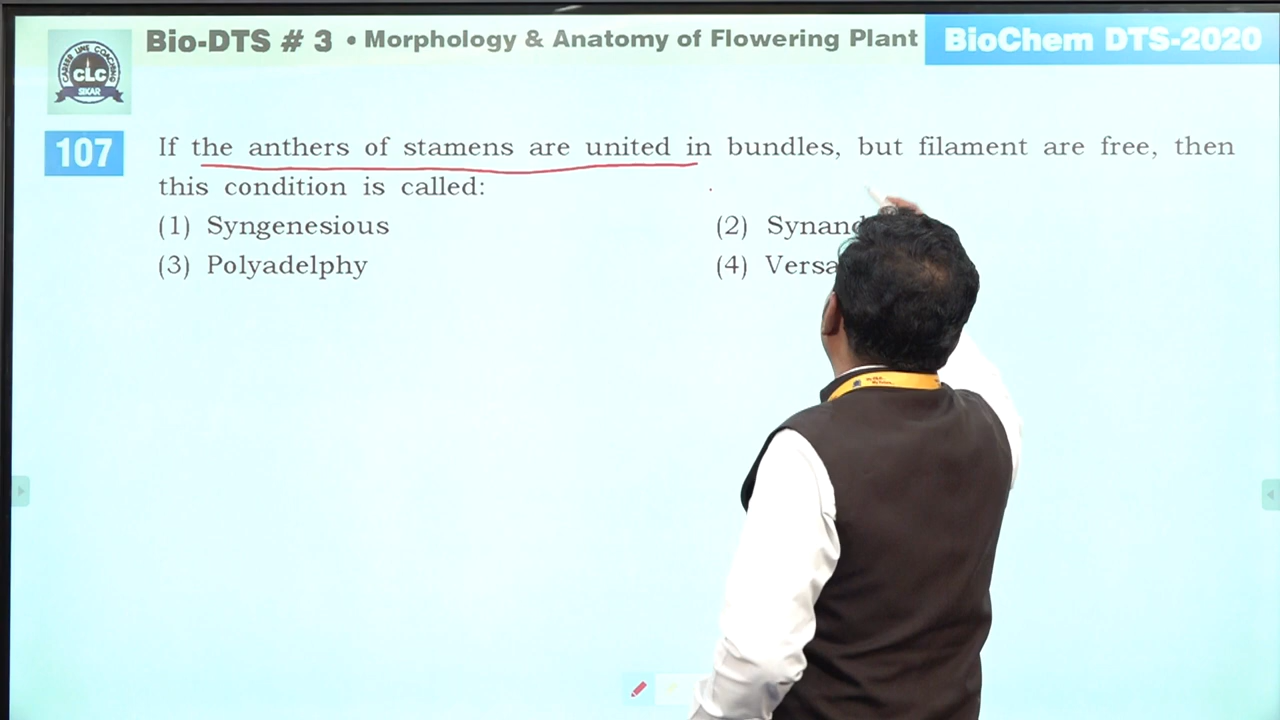 Bio-DTS # 3 • Morphology & Anatomy of Flowering Plant
BioChem DTS-2020
CAREER LINE COACHING
CLC
SIKAR
107
If the anthers of stamens are united in bundles, but filament are free, then
this condition is called:
(1) Syngenesious
(2)
(3) Polyadelphy
(4)